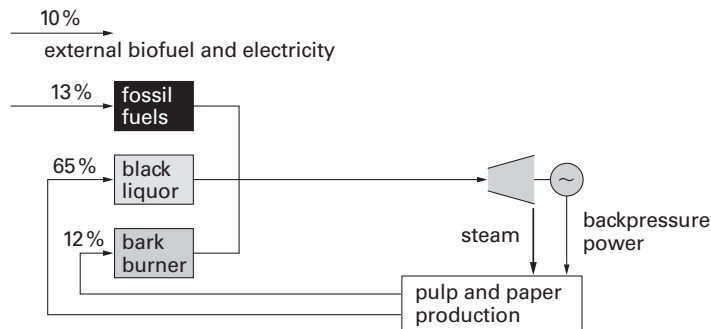 10%
external biofuel and electricity
13%
fossil
fuels
65%
black
liquor
12%
bark
burner
~
steam
backpressure
power
pulp and paper
production